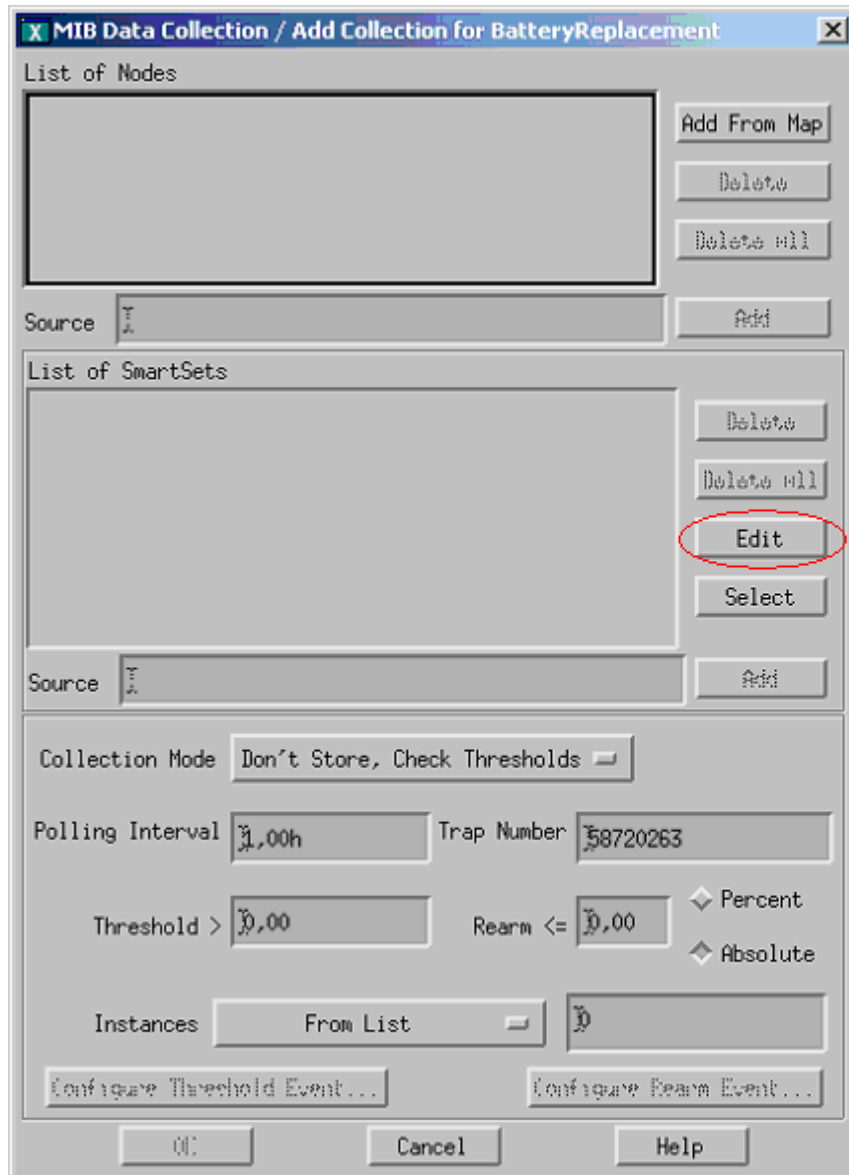 X MIB Data Collection / Add Collection for BatteryReplacement
List of Nodes
Add From Map
Delete
Delete All
Source
Add
List of SmartSets
Delete
Delete All
Edit
Select
Source
Add
Collection Mode Don't Store, Check Thresholds
Polling Interval 1,00h Trap Number 58720263
Threshold > 0,00 Rearm <= 0,00 Percent
Absolute
Instances From List 0
Configure Threshold Event... Configure Rearm Event...
OK Cancel Help